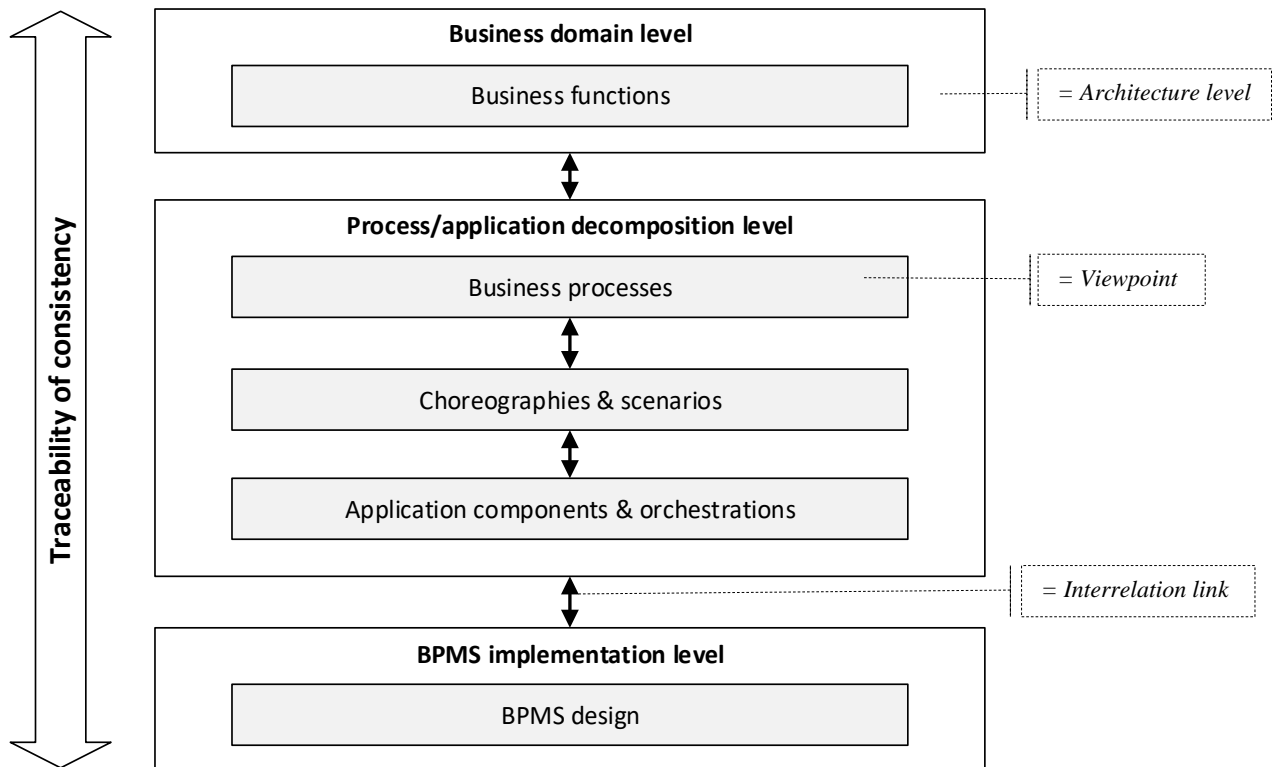 Business domain level
Business functions
= Architecture level
Traceability of consistency
Process/application decomposition level
Business processes
= Viewpoint
Choreographies & scenarios
Application components & orchestrations
= Interrelation link
BPMS implementation level
BPMS design